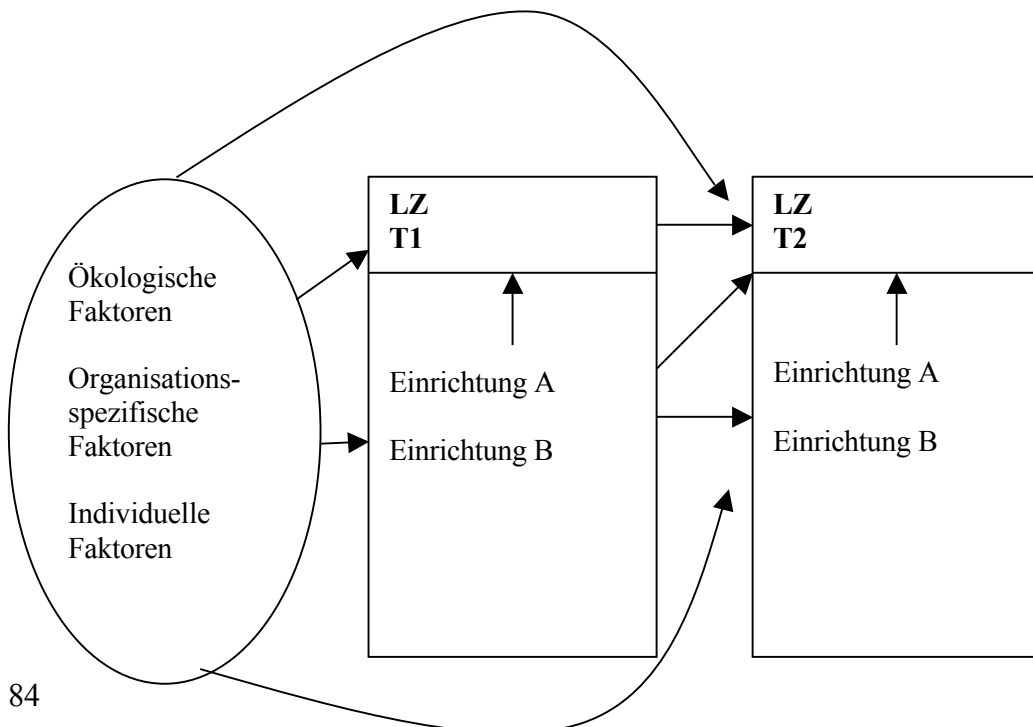 Ökologische
Faktoren
Organisations-
spezifische
Faktoren
Individuelle
Faktoren
LZ
T1
Einrichtung A
Einrichtung B
LZ
T2
Einrichtung A
Einrichtung B
84